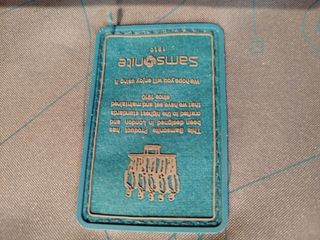 This Samsonite Product has
been designed in London and
crafted to the highest standards
that we have set and maintained
since 1910
We hope you will enjoy using it
Samsonite
1910